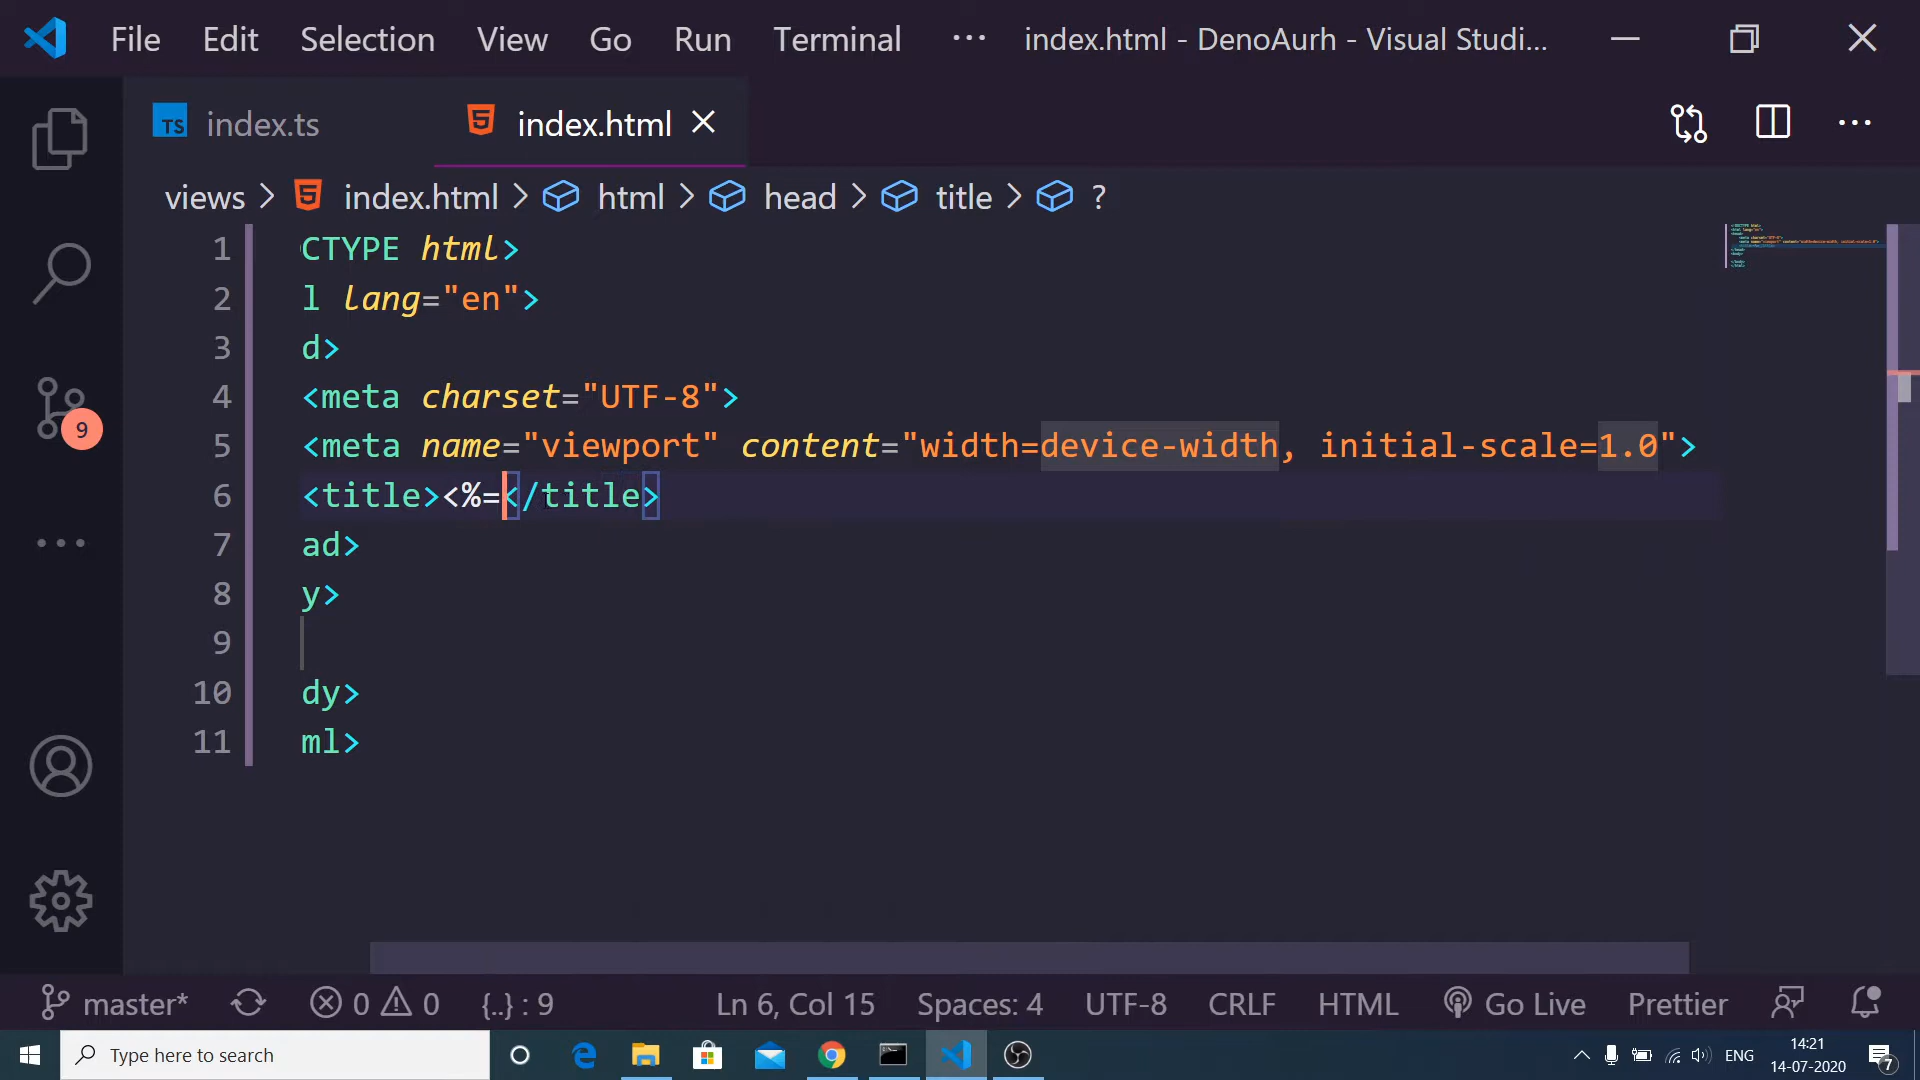 File Edit Selection View Go Run Terminal ··· index.html - DenoAurh - Visual Studi...
TS index.ts index.html
views > index.html > html > head > title > ?
1 CTYPE html>
2 l lang="en">
3 d>
4 <meta charset="UTF-8">
5 <meta name="viewport" content="width=device-width, initial-scale=1.0">
6 <title><%=</title>
7 ad>
8 y>
9
10 dy>
11 ml>
9
master* 0 0 {..} : 9 Ln 6, Col 15 Spaces: 4 UTF-8 CRLF HTML Go Live Prettier
Type here to search ENG 14:21
14-07-2020 7